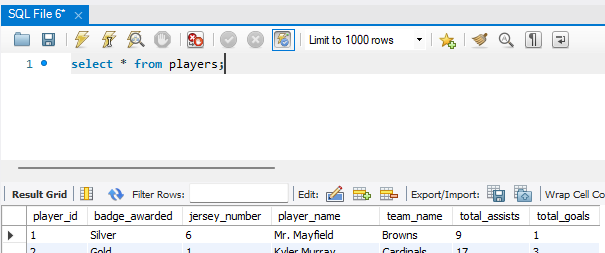 SQL File 6*
Limit to 1000 rows
1 select * from players;
Result Grid Filter Rows: Edit: Export/Import: Wrap Cell Co
player_id badge_awarded jersey_number player_name team_name total_assists total_goals
1 Silver 6 Mr. Mayfield Browns 9 1
2 Gold 1 Kyler Murray Cardinals 17 3